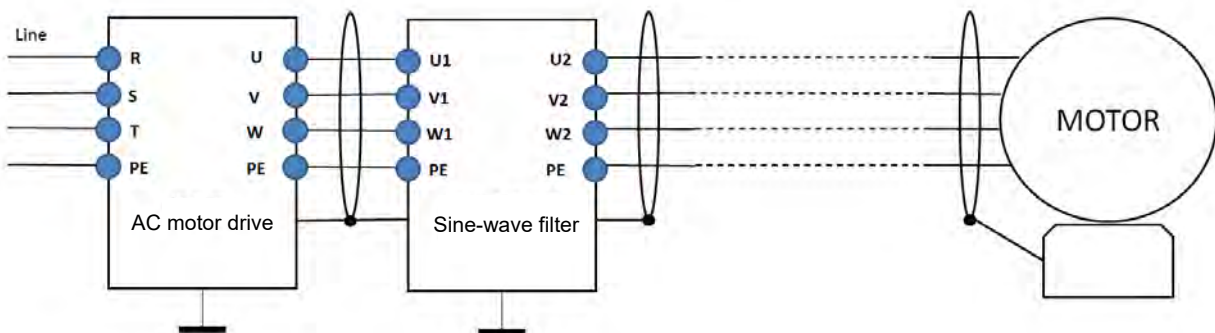 Line
R U U1 U2
S V V1 V2
T W W1 W2
PE PE PE PE
MOTOR
AC motor drive
Sine-wave filter